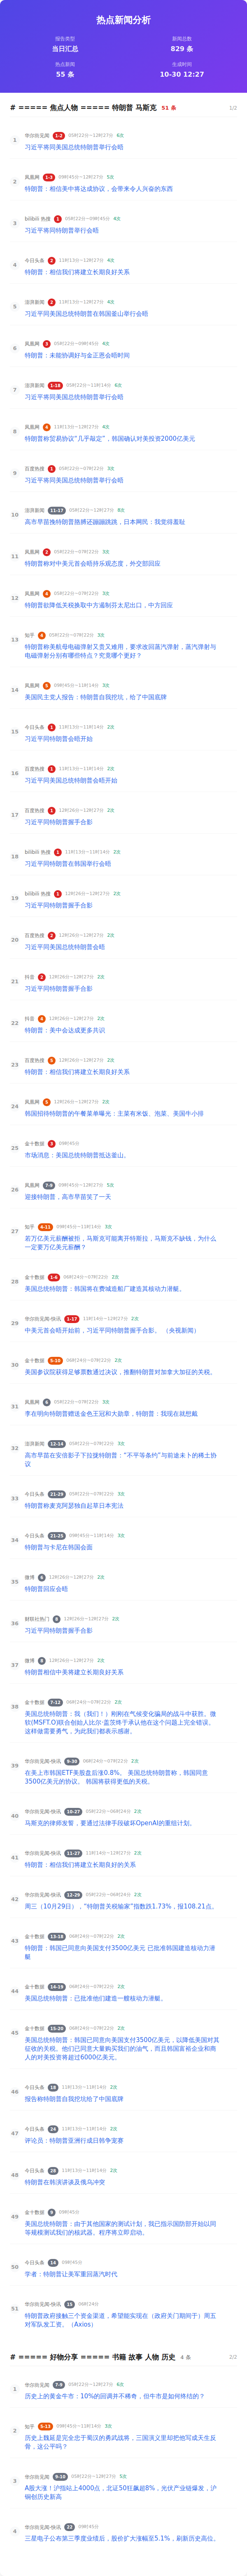 热点新闻分析
报告类型
新闻总数
当日汇总
829 条
热点新闻
生成时间
55 条
10-30 12:27
# ===== 焦点人物 ===== 特朗普 马斯克 51 条 1/2
1 华尔街见闻 1-2 05时22分~12时27分 6次
习近平将同美国总统特朗普举行会晤
2 凤凰网 1-3 09时45分~12时27分 5次
特朗普：相信美中将达成协议，会带来令人兴奋的东西
3 bilibili 热搜 1 05时22分~09时45分 4次
习近平将同特朗普举行会晤
4 今日头条 2 11时13分~12时27分 4次
特朗普：相信我们将建立长期良好关系
5 澎湃新闻 2 11时13分~12时27分 4次
习近平同美国总统特朗普在韩国釜山举行会晤
6 凤凰网 3 05时22分~09时45分 4次
特朗普：未能协调好与金正恩会晤时间
7 澎湃新闻 1-18 05时22分~11时14分 6次
习近平将同美国总统特朗普举行会晤
8 凤凰网 4 11时13分~12时27分 4次
特朗普称贸易协议“几乎敲定”，韩国确认对美投资2000亿美元
9 百度热搜 1 05时22分~07时22分 3次
习近平将同美国总统特朗普举行会晤
10 澎湃新闻 11-17 05时22分~12时27分 8次
高市早苗挽特朗普胳膊还蹦蹦跳跳，日本网民：我觉得羞耻
11 凤凰网 2 05时22分~07时22分 3次
特朗普称对中美元首会晤持乐观态度，外交部回应
12 凤凰网 4 05时22分~07时22分 3次
特朗普欲降低关税换取中方遏制芬太尼出口，中方回应
13 知乎 4 05时22分~07时22分 3次
特朗普称美航母电磁弹射又贵又难用，要求改回蒸汽弹射，蒸汽弹射与
电磁弹射分别有哪些特点？究竟哪个更好？
14 凤凰网 5 09时45分~11时14分 3次
美国民主党人报告：特朗普自我挖坑，给了中国底牌
15 今日头条 1 11时13分~11时14分 2次
习近平同特朗普会晤开始
16 百度热搜 1 11时13分~11时14分 2次
习近平同美国总统特朗普会晤开始
17 百度热搜 1 12时26分~12时27分 2次
习近平同特朗普握手合影
18 bilibili 热搜 1 11时13分~11时14分 2次
习近平同特朗普在韩国举行会晤
19 bilibili 热搜 1 12时26分~12时27分 2次
习近平同特朗普握手合影
20 百度热搜 2 12时26分~12时27分 2次
习近平同美国总统特朗普会晤
21 抖音 2 12时26分~12时27分 2次
习近平同特朗普握手合影
22 抖音 4 12时26分~12时27分 2次
特朗普：美中会达成更多共识
23 百度热搜 5 12时26分~12时27分 2次
特朗普：相信我们将建立长期良好关系
24 凤凰网 5 12时26分~12时27分 2次
韩国招待特朗普的午餐菜单曝光：主菜有米饭、泡菜、美国牛小排
25 金十数据 3 09时45分
市场消息：美国总统特朗普抵达釜山。
26 凤凰网 7-9 09时45分~12时27分 5次
迎接特朗普，高市早苗笑了一天
27 知乎 4-11 09时45分~11时14分 3次
若万亿美元薪酬被拒，马斯克可能离开特斯拉，马斯克不缺钱，为什么
一定要万亿美元薪酬？
28 金十数据 1-6 06时24分~07时22分 2次
美国总统特朗普：韩国将在费城造船厂建造其核动力潜艇。
29 华尔街见闻-快讯 1-17 11时14分~12时27分 2次
中美元首会晤开始前，习近平同特朗普握手合影。（央视新闻）
30 金十数据 5-10 06时24分~07时22分 2次
美国参议院获得足够票数通过决议，推翻特朗普对加拿大征的关税。
31 凤凰网 6 05时22分~07时22分 3次
李在明向特朗普赠送金色王冠和大勋章，特朗普：我现在就想戴
32 澎湃新闻 12-14 05时22分~07时22分 3次
高市早苗在安倍影子下拉拢特朗普：“不平等条约”与前途未卜的稀土协
议
33 今日头条 21-29 05时22分~07时22分 3次
特朗普称麦克阿瑟独自起草日本宪法
34 今日头条 21-25 09时45分~11时14分 3次
特朗普与卡尼在韩国会面
35 微博 6 12时26分~12时27分 2次
特朗普回应会晤
36 财联社热门 8 12时26分~12时27分 2次
习近平同特朗普握手合影
37 微博 8 12时26分~12时27分 2次
特朗普相信中美将建立长期良好关系
38 金十数据 7-12 06时24分~07时22分 2次
美国总统特朗普：我（我们！）刚刚在气候变化骗局的战斗中获胜。微
软(MSFT.O)联合创始人比尔·盖茨终于承认他在这个问题上完全错误。
这样做需要勇气，为此我们都表示感谢。
39 华尔街见闻-快讯 9-30 06时24分~07时22分 2次
在美上市韩国ETF美股盘后涨0.8%。 美国总统特朗普称，韩国同意
3500亿美元的协议。 韩国将获得更低的关税。
40 华尔街见闻-快讯 10-27 05时22分~06时24分 2次
马斯克的律师发誓，要通过法律手段破坏OpenAI的重组计划。
41 华尔街见闻-快讯 11-27 11时14分~12时27分 2次
特朗普：相信我们将建立长期良好的关系
42 华尔街见闻-快讯 12-29 05时22分~06时24分 2次
周三（10月29日），“特朗普关税输家”指数跌1.73%，报108.21点。
43 金十数据 13-18 06时24分~07时22分 2次
特朗普：韩国已同意向美国支付3500亿美元 已批准韩国建造核动力潜
艇
44 金十数据 14-19 06时24分~07时22分 2次
美国总统特朗普：已批准他们建造一艘核动力潜艇。
45 金十数据 15-20 06时24分~07时22分 2次
美国总统特朗普：韩国已同意向美国支付3500亿美元，以降低美国对其
征收的关税。他们已同意大量购买我们的油气，而且韩国富裕企业和商
人的对美投资将超过6000亿美元。
46 今日头条 18 11时13分~11时14分 2次
报告称特朗普自我挖坑给了中国底牌
47 今日头条 24 11时13分~11时14分 2次
评论员：特朗普亚洲行成日韩争宠赛
48 今日头条 28 11时13分~11时14分 2次
特朗普在韩演讲谈及俄乌冲突
49 金十数据 9 09时45分
美国总统特朗普：由于其他国家的测试计划，我已指示国防部开始以同
等规模测试我们的核武器。程序将立即启动。
50 今日头条 14 09时45分
学者：特朗普让美军重回蒸汽时代
51 华尔街见闻-快讯 15 06时24分
特朗普政府接触三个资金渠道，希望能实现在（政府关门期间于）周五
对军队发工资。（Axios）
# ===== 好物分享 ===== 书籍 故事 人物 历史 4 条 2/2
1 华尔街见闻 7-9 05时22分~12时27分 6次
历史上的黄金牛市：10%的回调并不稀奇，但牛市是如何终结的？
2 知乎 5-13 09时45分~11时14分 3次
历史上魏延是完全忠于蜀汉的勇武战将，三国演义里却把他写成天生反
骨，这公平吗？
3 华尔街见闻 8-10 05时22分~12时27分 5次
A股大涨！沪指站上4000点，北证50狂飙超8%，光伏产业链爆发，沪
铜创历史新高
4 华尔街见闻-快讯 22 09时45分
三星电子公布第三季度业绩后，股价扩大涨幅至5.1%，刷新历史高位。